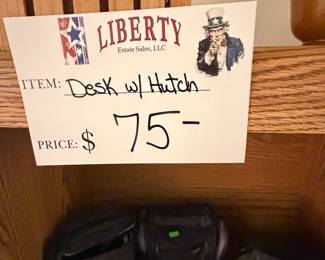 LIBERTY
Estate Sales, LLC
ITEM: Desk w/ Hutch
PRICE: $ 75-